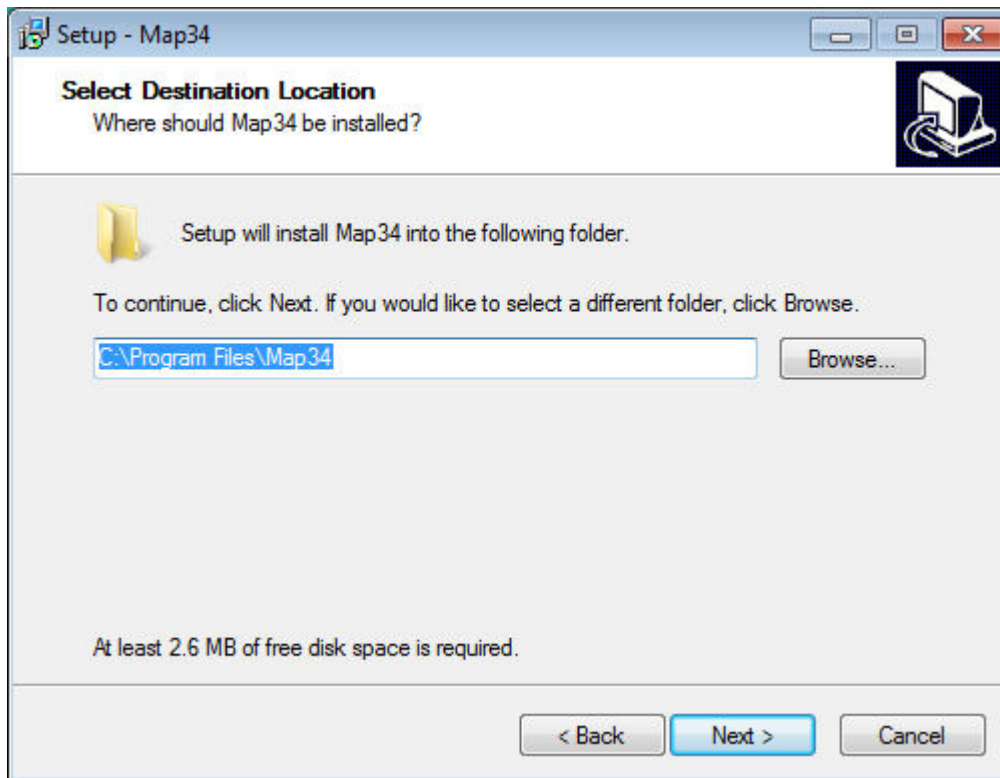 Setup - Map34
Select Destination Location
Where should Map34 be installed?
Setup will install Map34 into the following folder.
To continue, click Next. If you would like to select a different folder, click Browse.
C:\Program Files\Map34
Browse...
At least 2.6 MB of free disk space is required.
< Back
Next >
Cancel